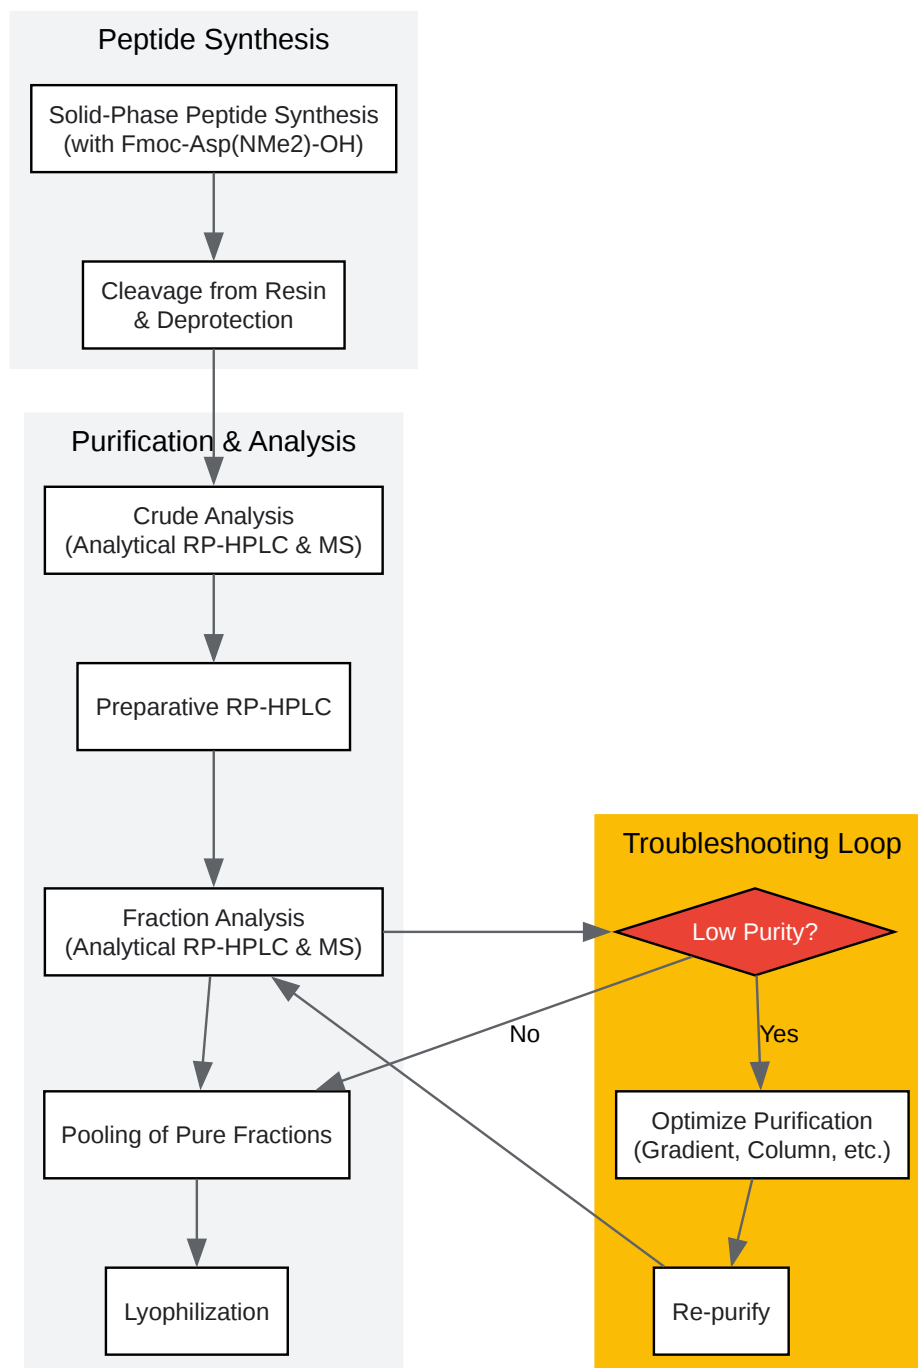 Peptide Synthesis
Solid-Phase Peptide Synthesis
(with Fmoc-Asp(NMe2)-OH)
Cleavage from Resin
& Deprotection
Purification & Analysis
Crude Analysis
(Analytical RP-HPLC & MS)
Preparative RP-HPLC
Fraction Analysis
(Analytical RP-HPLC & MS)
Pooling of Pure Fractions
Lyophilization
Troubleshooting Loop
Low Purity?
No
Yes
Optimize Purification
(Gradient, Column, etc.)
Re-purify